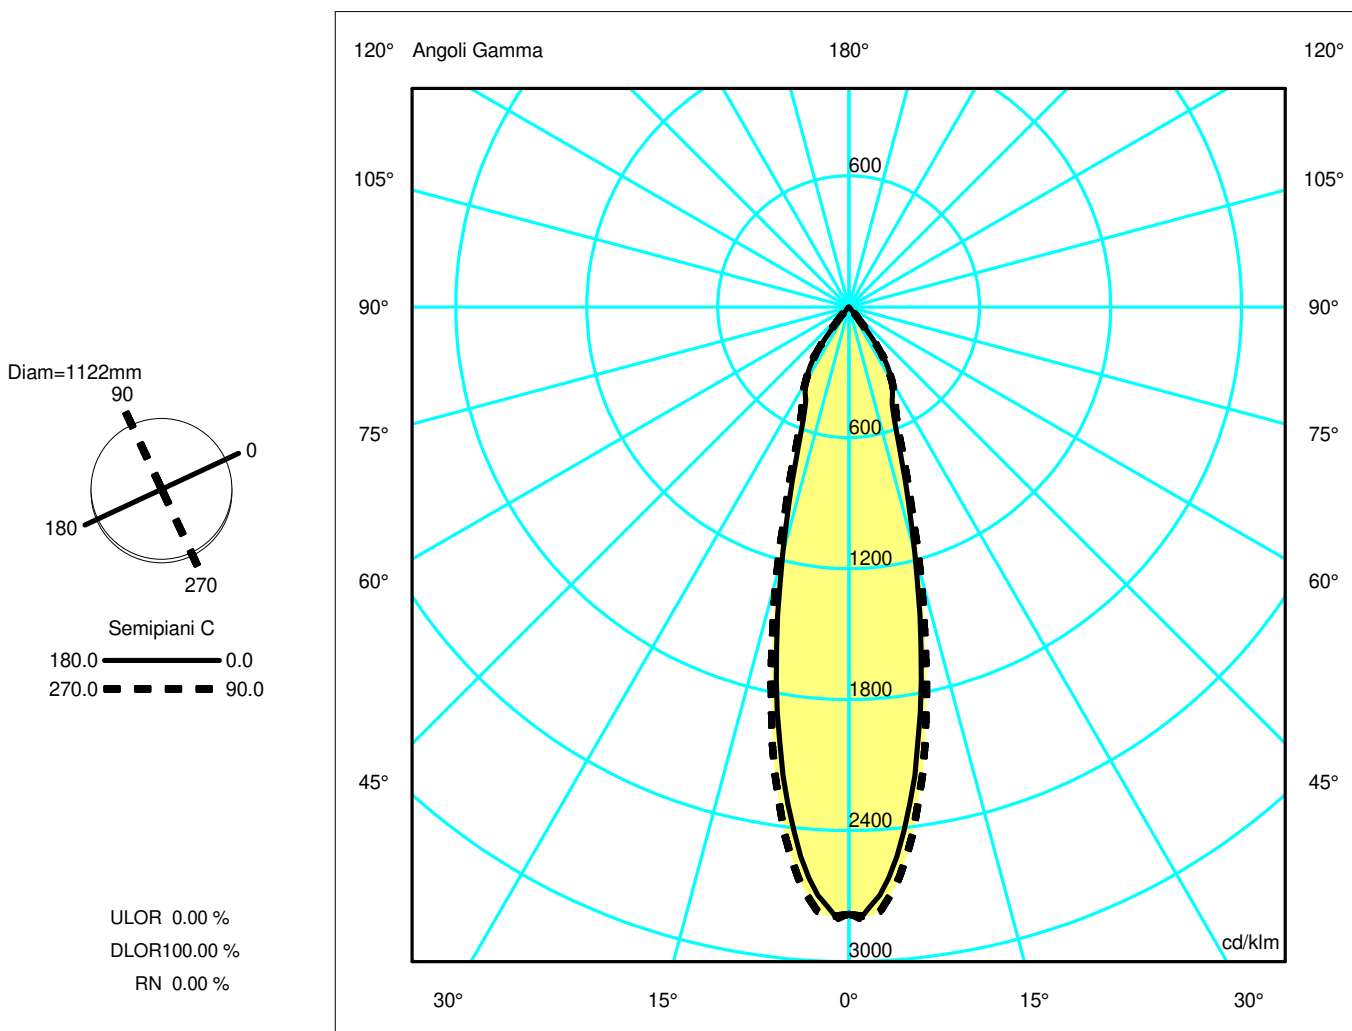 120° Angoli Gamma 180° 120°
600
105° 105°
90° 90°
Diam=1122mm
90
0
180
270
75° 600 75°
1200
60° 60°
Semipiani C
180.0 0.0
270.0 90.0
1800
45° 45°
2400
ULOR 0.00 %
DLOR100.00 %
RN 0.00 %
3000 cd/klm
30° 15° 0° 15° 30°